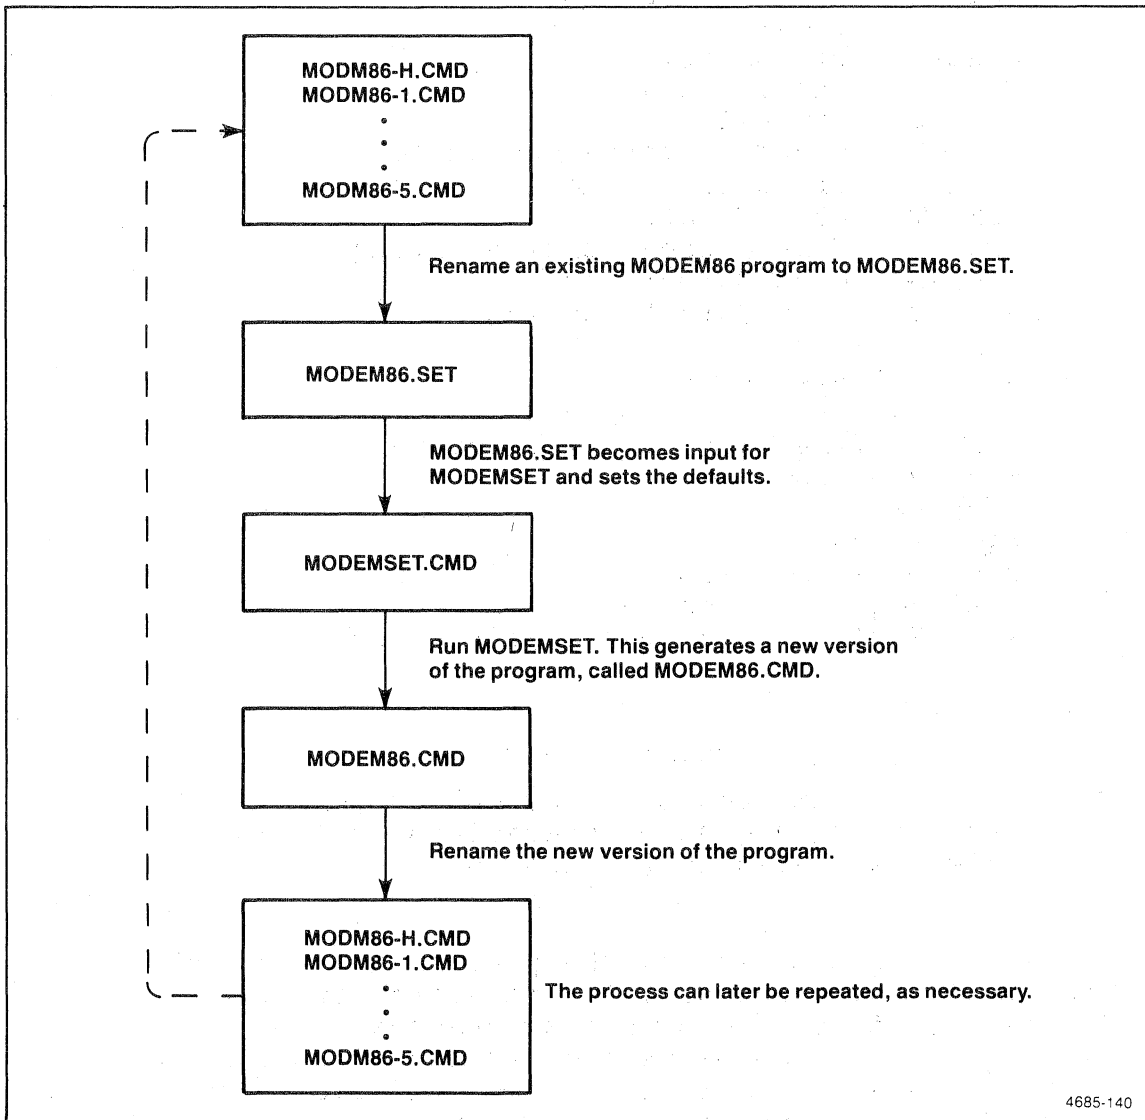 MODM86-H.CMD
MODM86-1.CMD
MODM86-5.CMD
Rename an existing MODEM86 program to MODEM86.SET.
MODEM86.SET
MODEM86.SET becomes input for
MODEMSET and sets the defaults.
MODEMSET.CMD
Run MODEMSET. This generates a new version
of the program, called MODEM86.CMD.
MODEM86.CMD
Rename the new version of the program.
MODM86-H.CMD
MODM86-1.CMD
MODM86-5.CMD
The process can later be repeated, as necessary.
4685-140